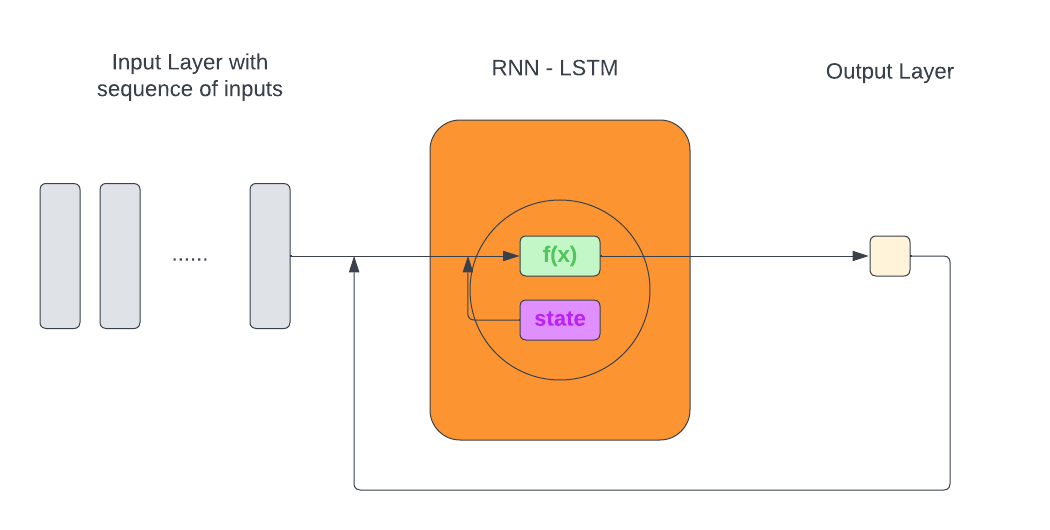 Input Layer with
sequence of inputs
RNN - LSTM
Output Layer
......
f(x)
state